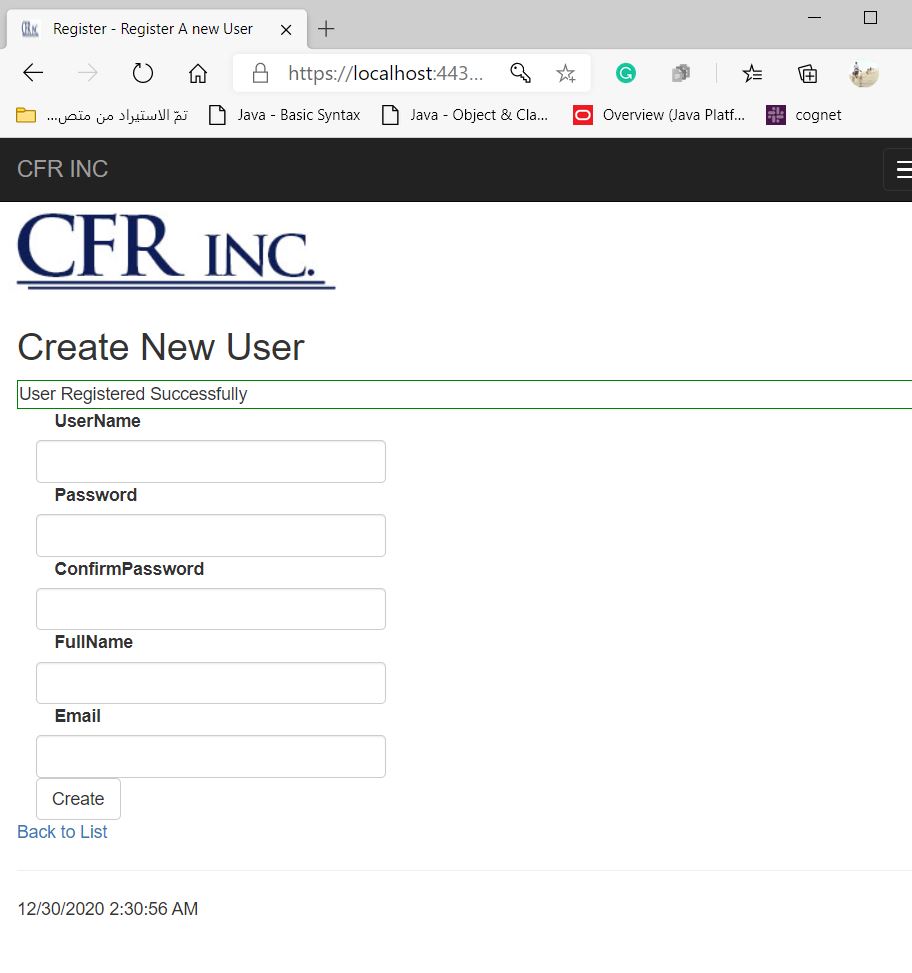 Register - Register A new User
https://localhost:443...
تمّ الاستيراد من متص...
Java - Basic Syntax
Java - Object & Cla...
Overview (Java Platf...
cognet
CFR INC
CFR INC.
Create New User
User Registered Successfully
UserName
Password
ConfirmPassword
FullName
Email
Create
Back to List
12/30/2020 2:30:56 AM